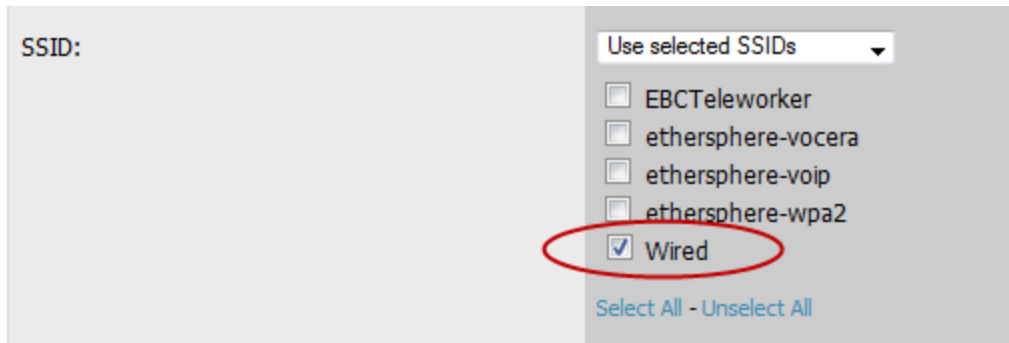 SSID:
Use selected SSIDs
EBCTeleworker
ethersphere-vocera
ethersphere-voip
ethersphere-wpa2
Wired
Select All - Unselect All